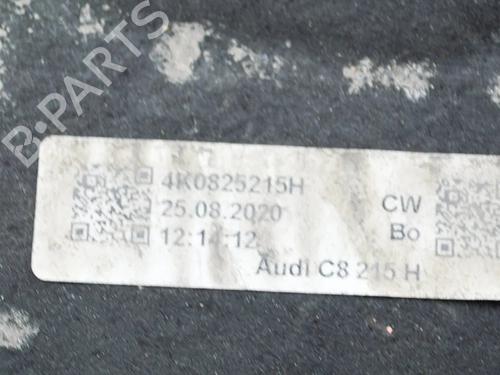 B-PARTS
4K0825215H
25.08.2020
12:14:12
CW
Bo
Audi C8 215 H